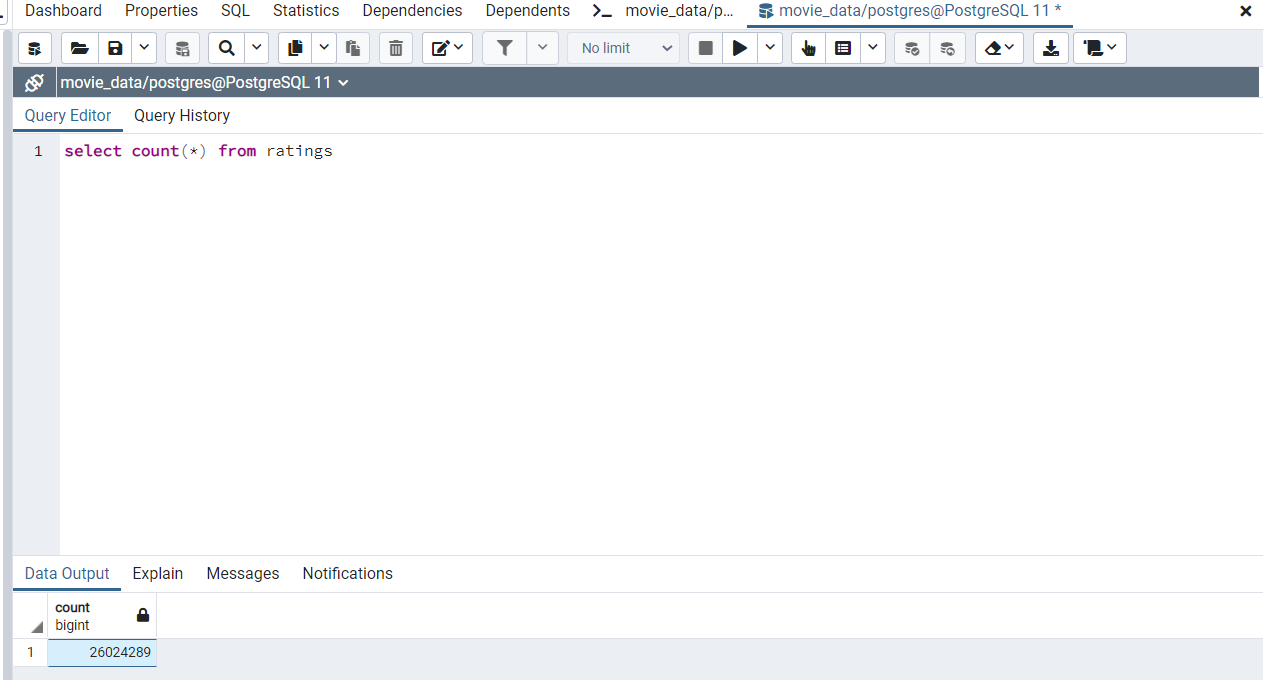 Dashboard Properties SQL Statistics Dependencies Dependents >_ movie_data/p... movie_data/postgres@PostgreSQL 11 *
No limit
movie_data/postgres@PostgreSQL 11
Query Editor Query History
1 select count(*) from ratings
Data Output Explain Messages Notifications
count
bigint
1 26024289